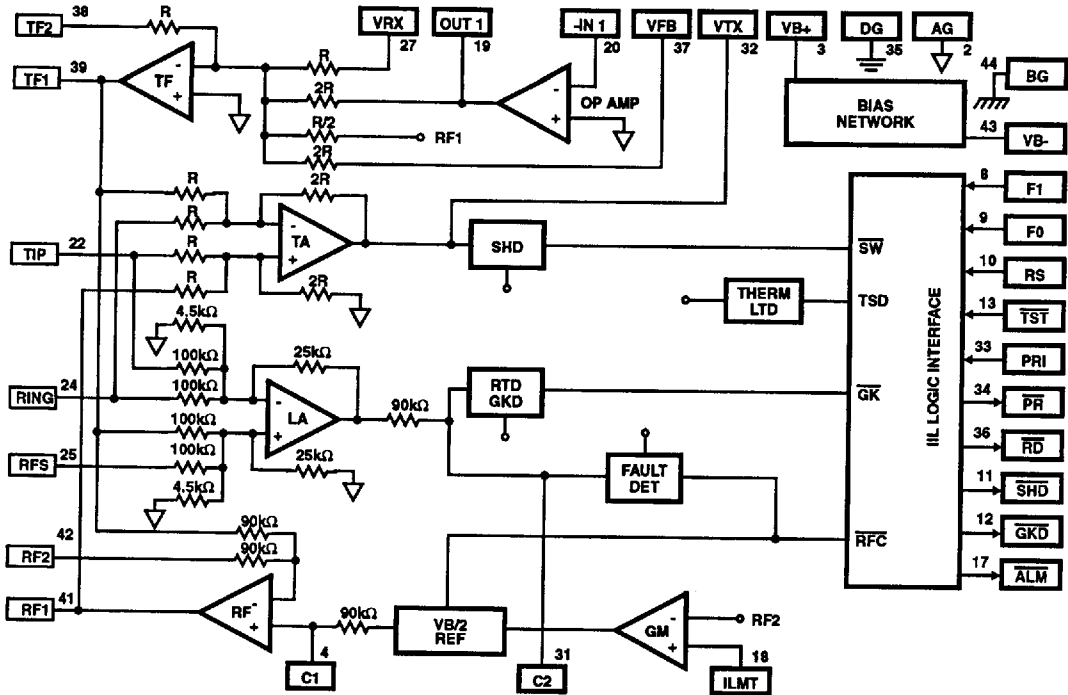 TF2
38
R
VRX
27
OUT 1
19
-IN 1
20
VFB
37
VTX
32
VB+
3
DG
35
AG
2
44
BG
TF1
39
TF
-
+
R
2R
R/2
RF1
2R
-
+
OP AMP
BIAS
NETWORK
43
VB-
R
2R
R
TIP
22
R
R
-
TA
+
2R
SHD
SW
8
F1
9
F0
10
RS
THERM
LTD
TSD
13
TST
4.5kΩ
100kΩ
25kΩ
33
PRI
RING
24
100kΩ
-
LA
+
90kΩ
RTD
GKD
GK
IIL LOGIC INTERFACE
34
PR
100kΩ
36
RD
RFS
25
100kΩ
25kΩ
FAULT
DET
11
SHD
4.5kΩ
12
GKD
90kΩ
RFC
RF2
42
90kΩ
17
ALM
RF1
41
RF
-
+
90kΩ
VB/2
REF
GM
-
+
RF2
4
C1
31
C2
18
ILMT